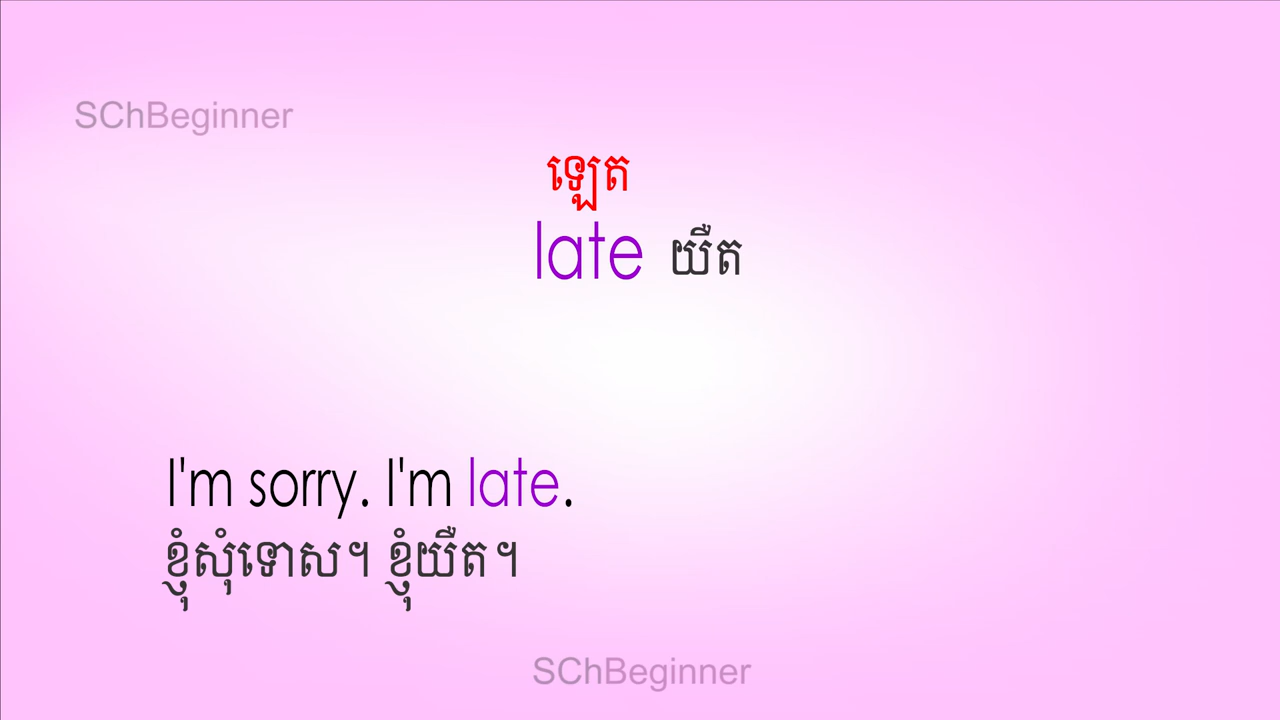 SChBeginner
ឡេត
late យឺត
I'm sorry. I'm late.
ខ្ញុំសុំទោស។ ខ្ញុំយឺត។
SChBeginner